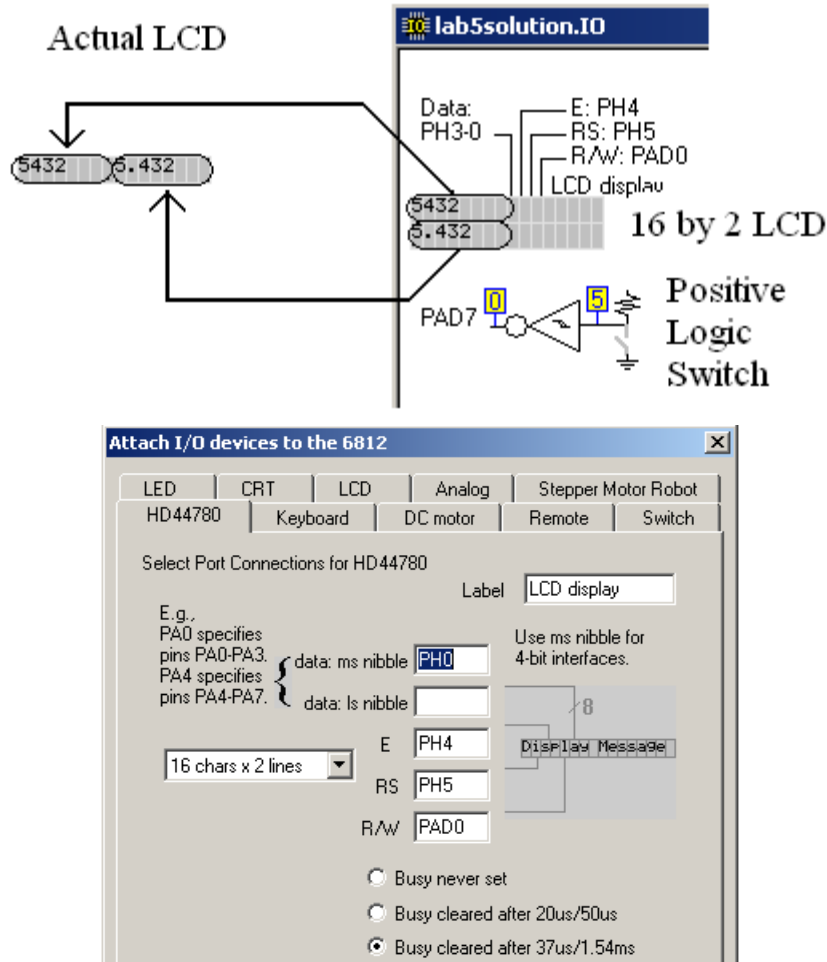 Actual LCD
lab5solution.IO
Data:
PH3-0
E: PH4
RS: PH5
R/W: PAD0
LCD display
5432
5.432
5432
5.432
16 by 2 LCD
PAD7
0
5
Positive
Logic
Switch
Attach I/O devices to the 6812
LED
CRT
LCD
Analog
Stepper Motor Robot
HD44780
Keyboard
DC motor
Remote
Switch
Select Port Connections for HD44780
Label
LCD display
E.g.,
PA0 specifies
pins PA0-PA3.
PA4 specifies
pins PA4-PA7.
data: ms nibble
PH0
data: ls nibble
Use ms nibble for
4-bit interfaces.
8
Display Message
16 chars x 2 lines
E
PH4
RS
PH5
R/W
PAD0
Busy never set
Busy cleared after 20us/50us
Busy cleared after 37us/1.54ms